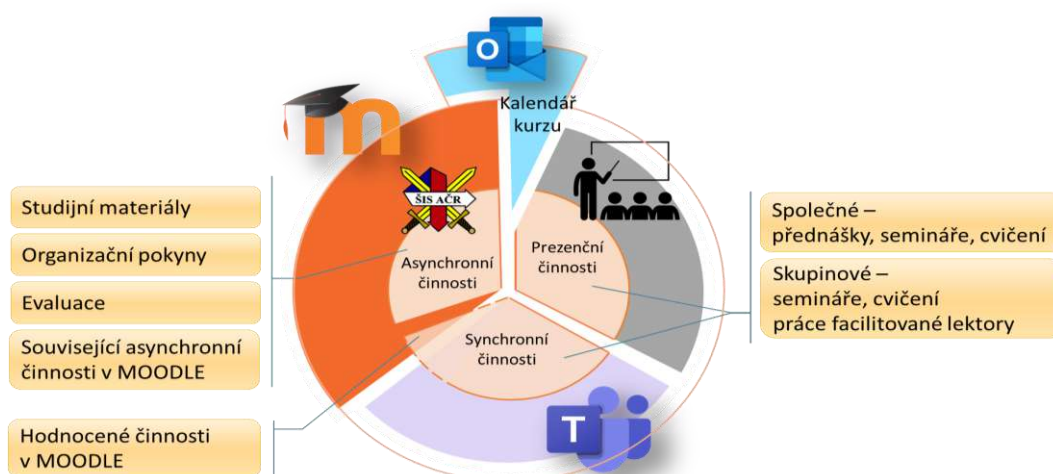 O
Kalendář
kurzu
m
ŠIS AČR
Studijní materiály
Organizační pokyny
Evaluace
Související asynchronní
činnosti v MOODLE
Hodnocené činnosti
v MOODLE
Asynchronní
činnosti
Prezenční
činnosti
Synchronní
činnosti
T
Společné –
přednášky, semináře, cvičení
Skupinové –
semináře, cvičení
práce facilitované lektory